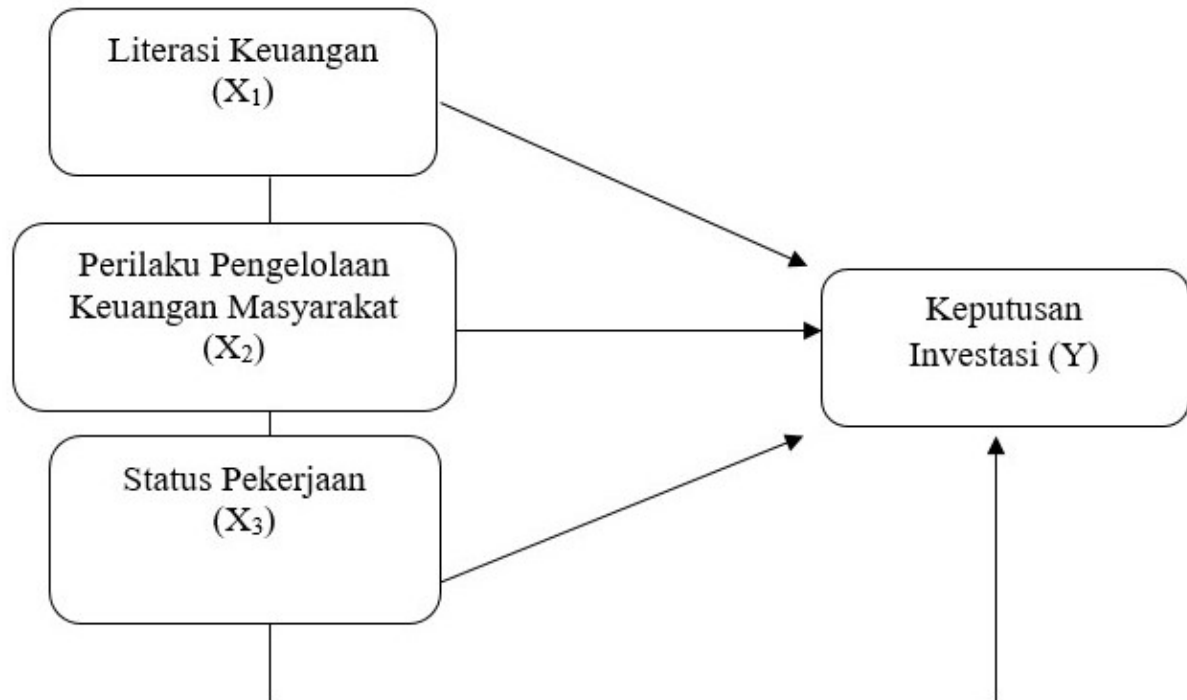 Literasi Keuangan
(X₁)
Perilaku Pengelolaan
Keuangan Masyarakat
(X₂)
Status Pekerjaan
(X₃)
Keputusan
Investasi (Y)